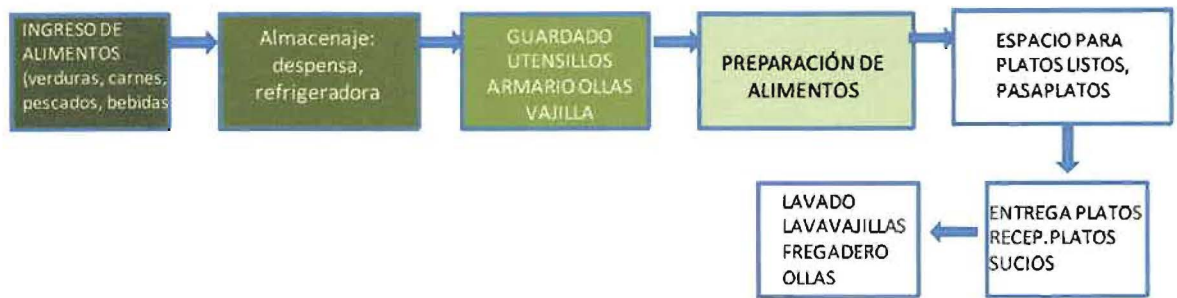 INGRESO DE
ALIMENTOS
(verduras, carnes,
pescados, bebidas
Almacenaje:
despensa,
refrigeradora
GUARDADO
UTENSILLOS
ARMARIO OLLAS
VAJILLA
PREPARACIÓN DE
ALIMENTOS
ESPACIO PARA
PLATOS LISTOS,
PASAPLATOS
LAVADO
LAVAVAJILLAS
FREGADERO
OLLAS
ENTREGA PLATOS
RECEP.PLATOS
SUCIOS